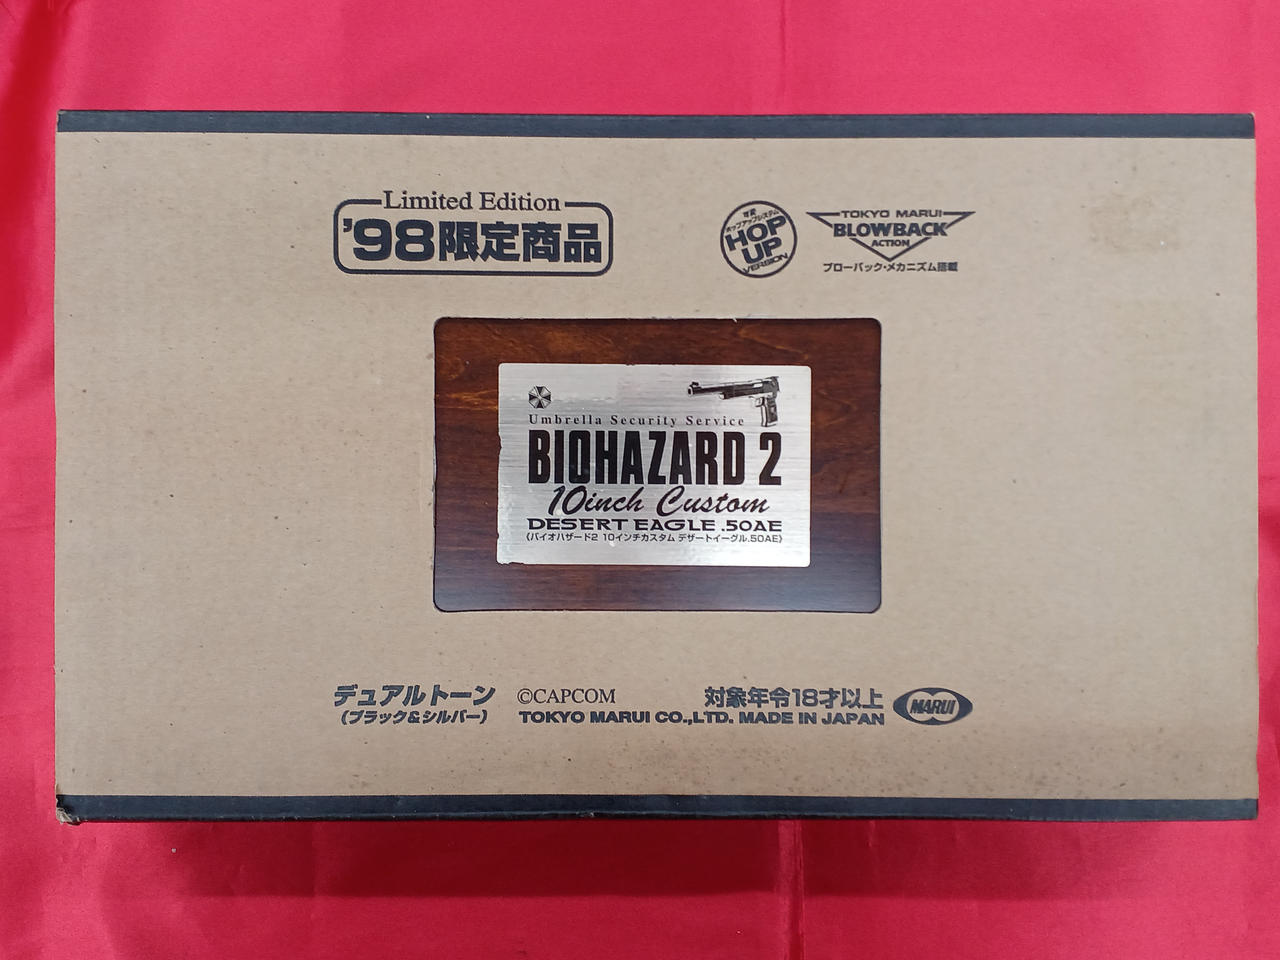 Limited Edition
'98限定商品
可変
ホップアップシステム
HOP
UP
VERSION
TOKYO MARUI
BLOWBACK
ACTION
ブローバック・メカニズム搭載
Umbrella Security Service
BIOHAZARD 2
10inch Custom
DESERT EAGLE .50AE
《バイオハザード2 10インチカスタム デザートイーグル.50AE》
デュアルトーン
(ブラック&シルバー)
©CAPCOM
対象年令18才以上
TOKYO MARUI CO.,LTD. MADE IN JAPAN
MARUI